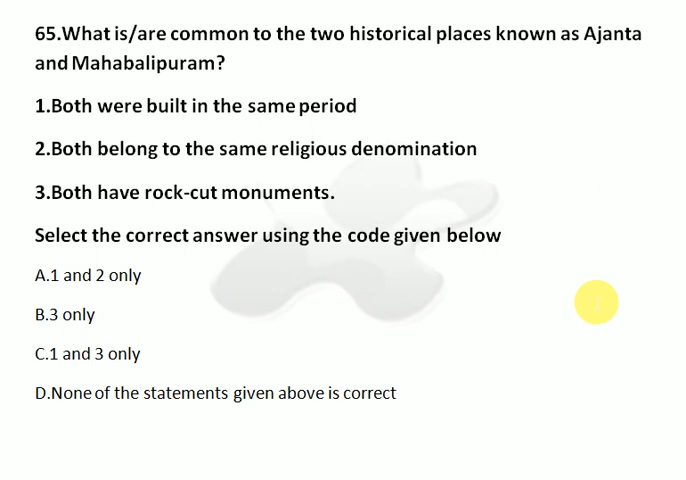 65.What is/are common to the two historical places known as Ajanta
and Mahabalipuram?
1.Both were built in the same period
2.Both belong to the same religious denomination
3.Both have rock-cut monuments.
Select the correct answer using the code given below
A.1 and 2 only
B.3 only
C.1 and 3 only
D.None of the statements given above is correct